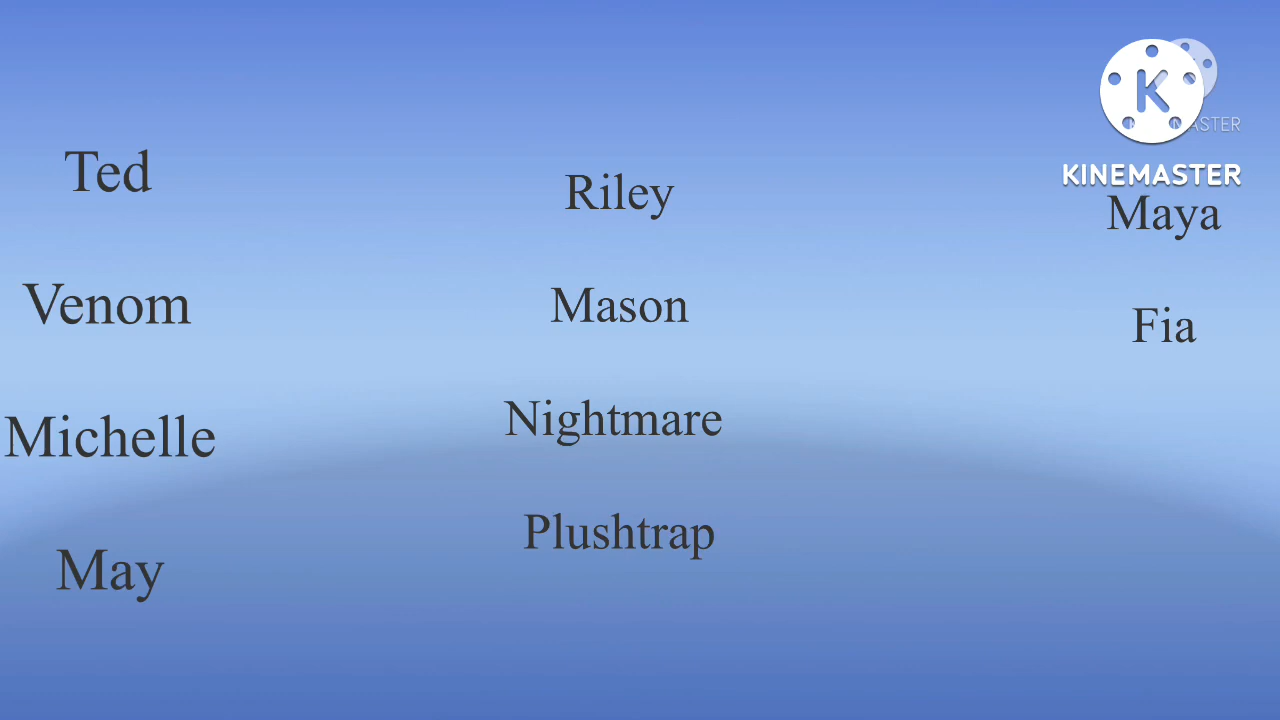 Ted
Venom
Michelle
May
Riley
Mason
Nightmare
Plushtrap
K
KINEMASTER
Maya
Fia